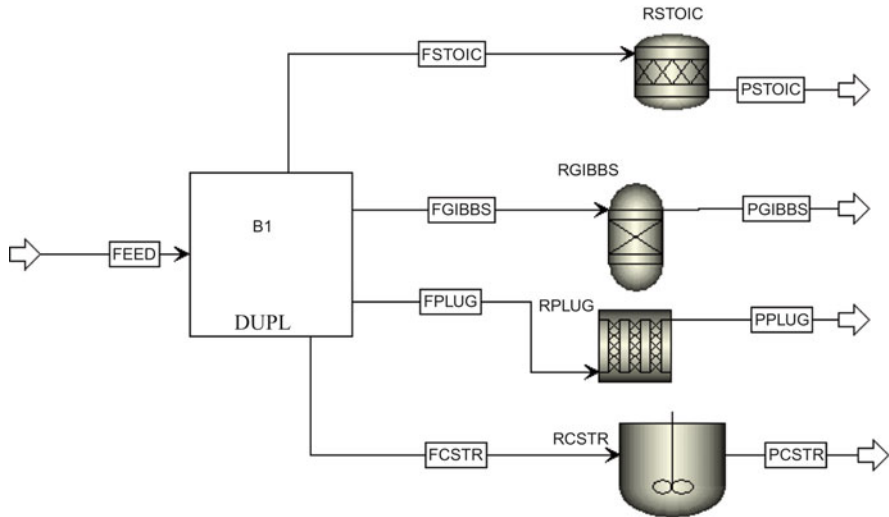 RSTOIC
FSTOIC
PSTOIC
RGIBBS
FGIBBS
PGIBBS
B1
FEED
FPLUG
RPLUG
PPLUG
DUPL
RCSTR
FCSTR
PCSTR